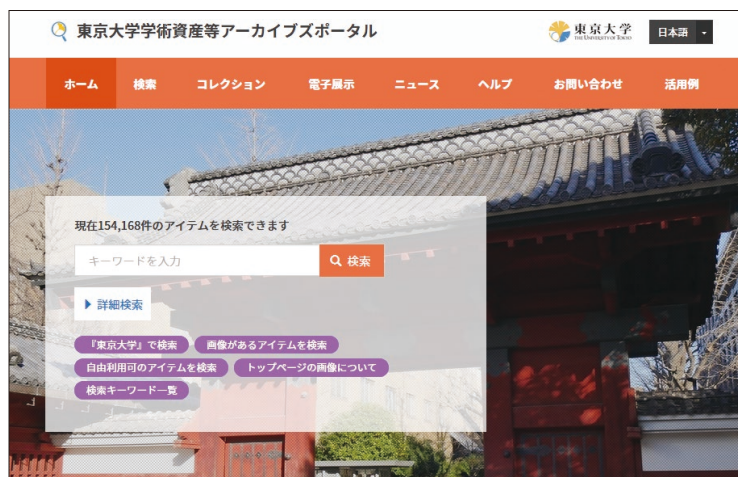 東京大学学術資産等アーカイブズポータル
東京大学
THE UNIVERSITY OF TOKYO
日本語
ホーム 検索 コレクション 電子展示 ニュース ヘルプ お問い合わせ 活用例
現在154,168件のアイテムを検索できます
キーワードを入力 検索
詳細検索
『東京大学』で検索 画像があるアイテムを検索
自由利用可のアイテムを検索 トップページの画像について
検索キーワード一覧